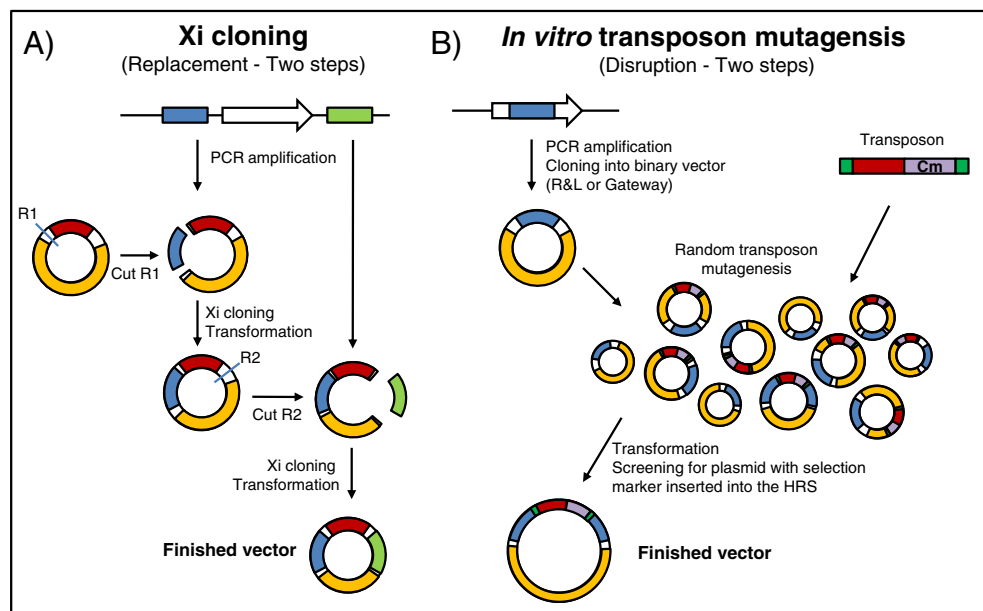 A)
Xi cloning
(Replacement - Two steps)
PCR amplification
R1
Cut R1
Xi cloning
Transformation
R2
Cut R2
Xi cloning
Transformation
Finished vector
B)
In vitro transposon mutagensis
(Disruption - Two steps)
PCR amplification
Cloning into binary vector
(R&L or Gateway)
Transposon
Cm
Random transposon
mutagenesis
Transformation
Screening for plasmid with selection
marker inserted into the HRS
Finished vector